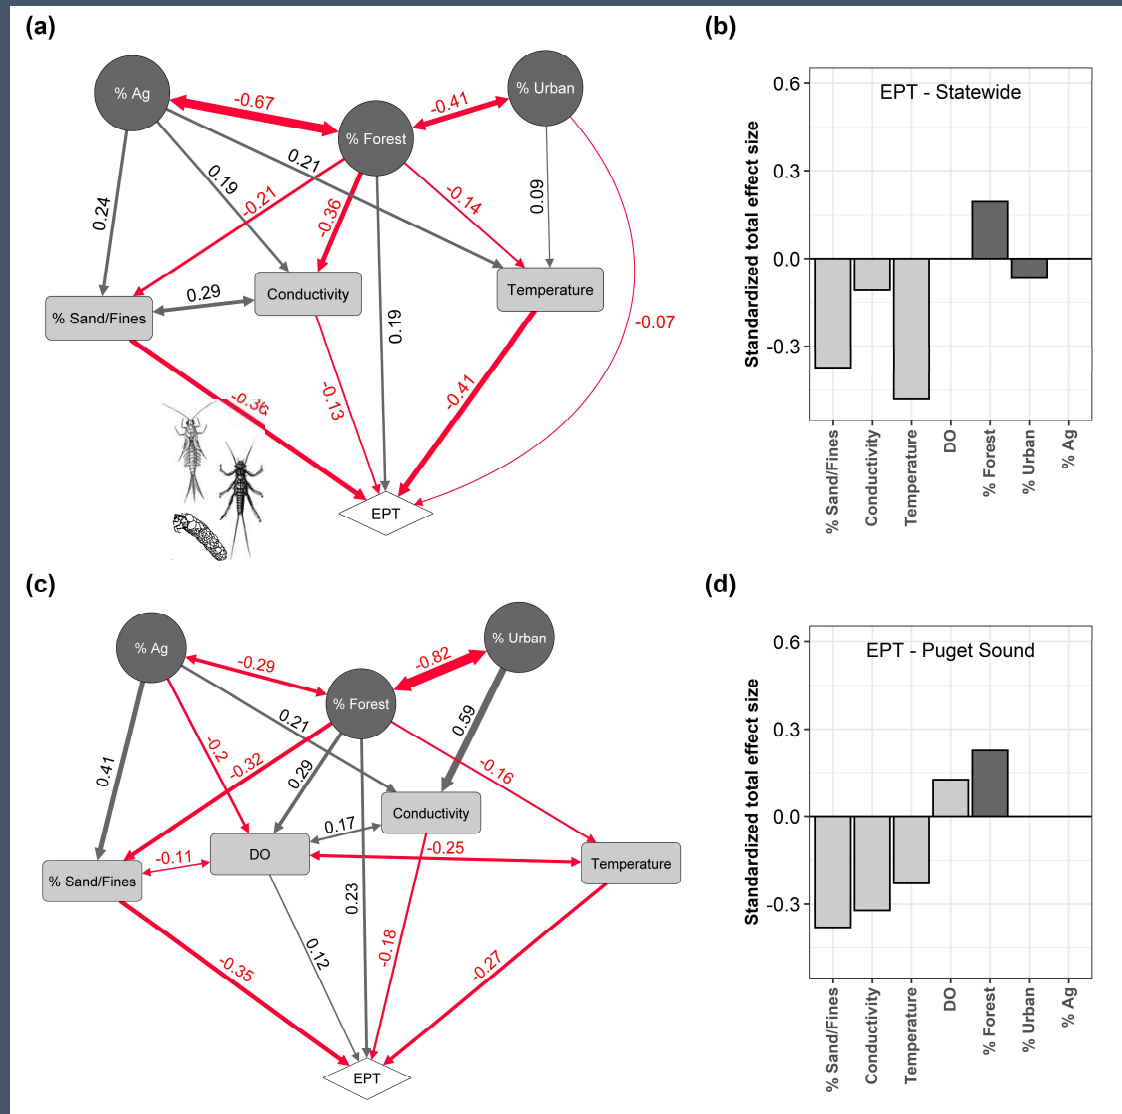 (a)
% Ag
% Urban
% Forest
-0.67
-0.41
0.24
0.19
0.21
-0.21
-0.36
-0.14
0.09
% Sand/Fines
0.29
Conductivity
Temperature
-0.07
0.19
-0.36
-0.13
-0.41
EPT
(b)
EPT - Statewide
Standardized total effect size
0.6
0.3
0.0
-0.3
% Sand/Fines
Conductivity
Temperature
DO
% Forest
% Urban
% Ag
(c)
% Ag
% Urban
% Forest
-0.29
-0.82
0.41
-0.2
-0.32
0.21
0.29
0.59
-0.16
Conductivity
0.17
DO
-0.25
Temperature
% Sand/Fines
-0.11
0.23
0.12
-0.18
-0.35
-0.27
EPT
(d)
EPT - Puget Sound
Standardized total effect size
0.6
0.3
0.0
-0.3
% Sand/Fines
Conductivity
Temperature
DO
% Forest
% Urban
% Ag